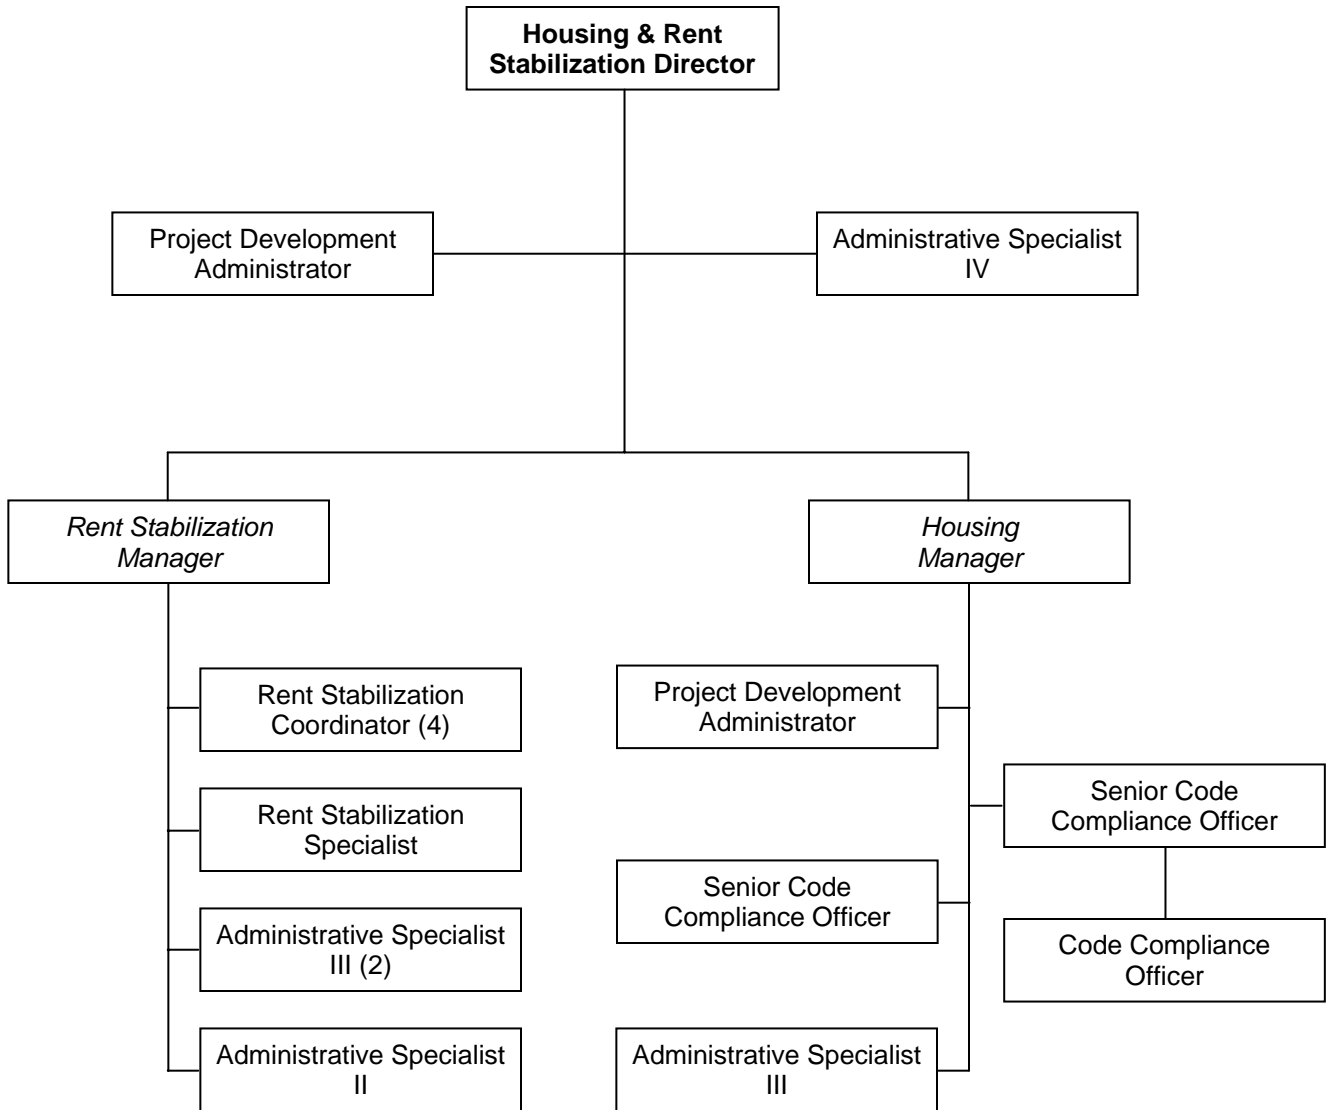 Housing & Rent
Stabilization Director
Project Development
Administrator
Administrative Specialist
IV
Rent Stabilization
Manager
Housing
Manager
Rent Stabilization
Coordinator (4)
Project Development
Administrator
Senior Code
Compliance Officer
Rent Stabilization
Specialist
Senior Code
Compliance Officer
Administrative Specialist
III (2)
Code Compliance
Officer
Administrative Specialist
II
Administrative Specialist
III